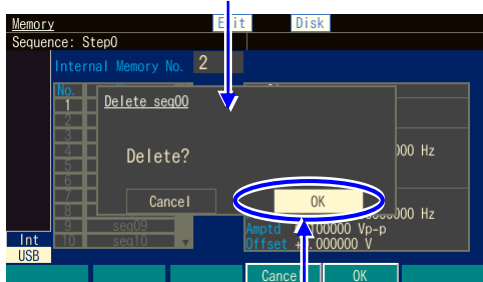 Memory Edit Disk
Sequence: Step0
Internal Memory No. 2
No.
1
2
3
4
5
6
7
8
9 seq09
10 seq10
Delete seq00
Delete?
Cancel OK
000 Hz
000 Hz
Amptd
00000 Vp-p
Offset
.000000 V
Int
USB
Cancel OK